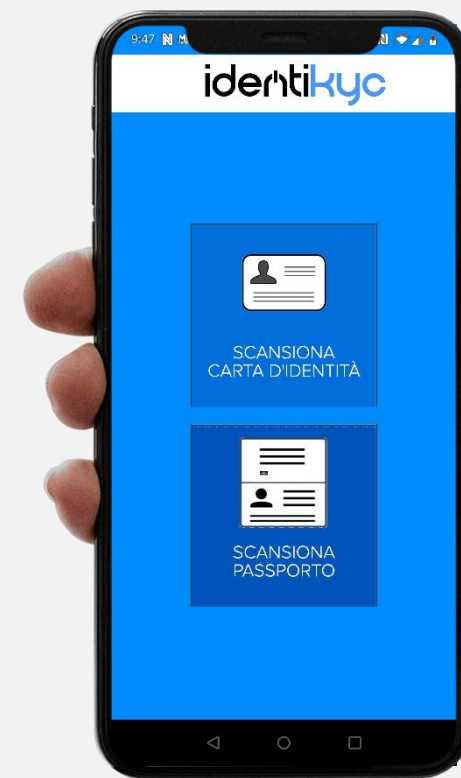 9:47
identikyc
SCANSIONA
CARTA D'IDENTITÀ
SCANSIONA
PASSPORTO